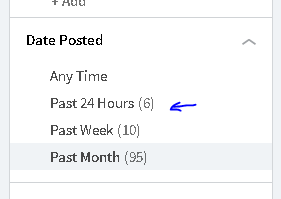 + Add
Date Posted
Any Time
Past 24 Hours (6)
Past Week (10)
Past Month (95)